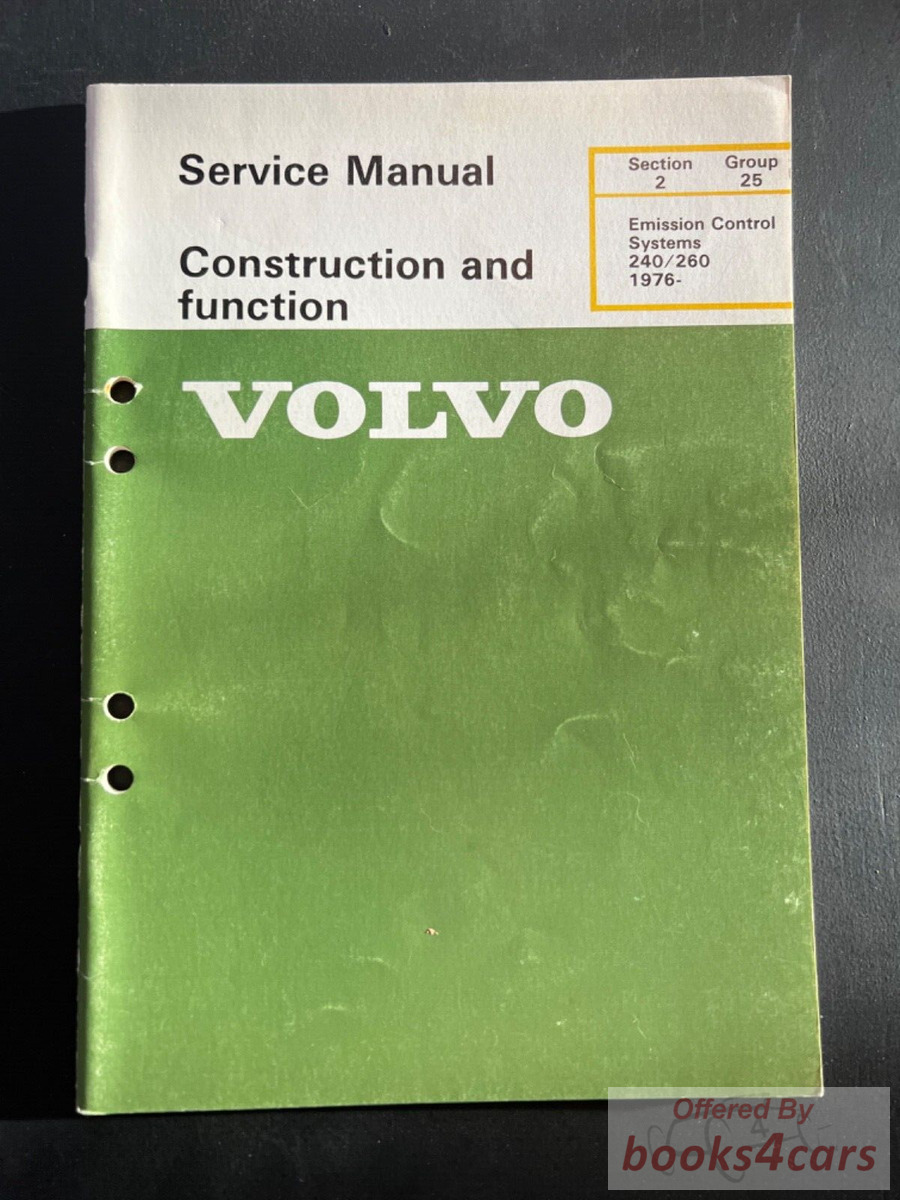 Service Manual
Construction and
function
Section Group
2 25
Emission Control
Systems
240/260
1976-
VOLVO
Offered By
books4cars